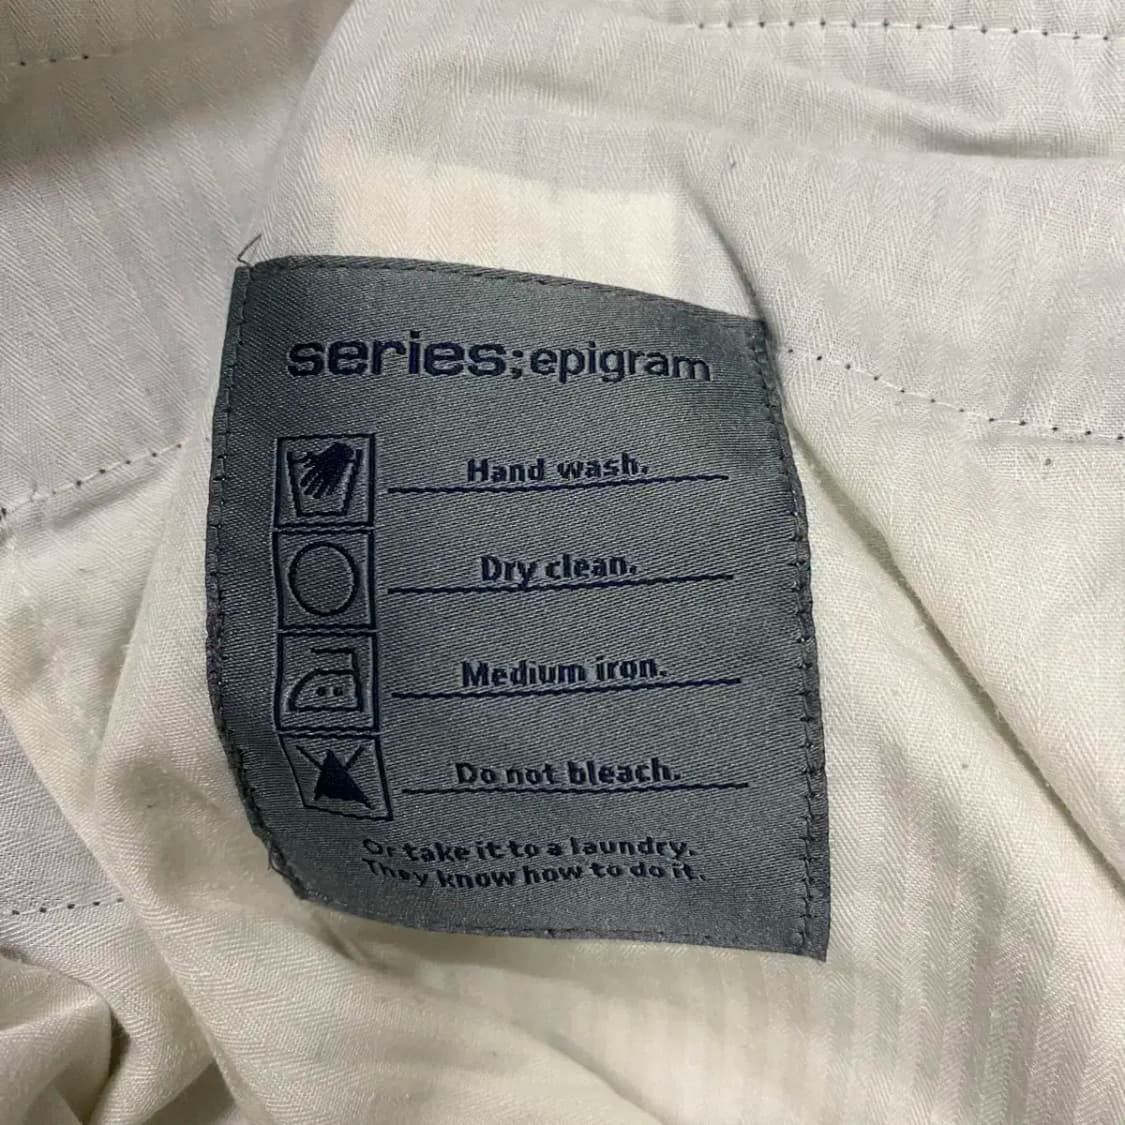 series;epigram
Hand wash.
Dry clean.
Medium iron.
Do not bleach.
Or take it to a laundry.
They know how to do it.